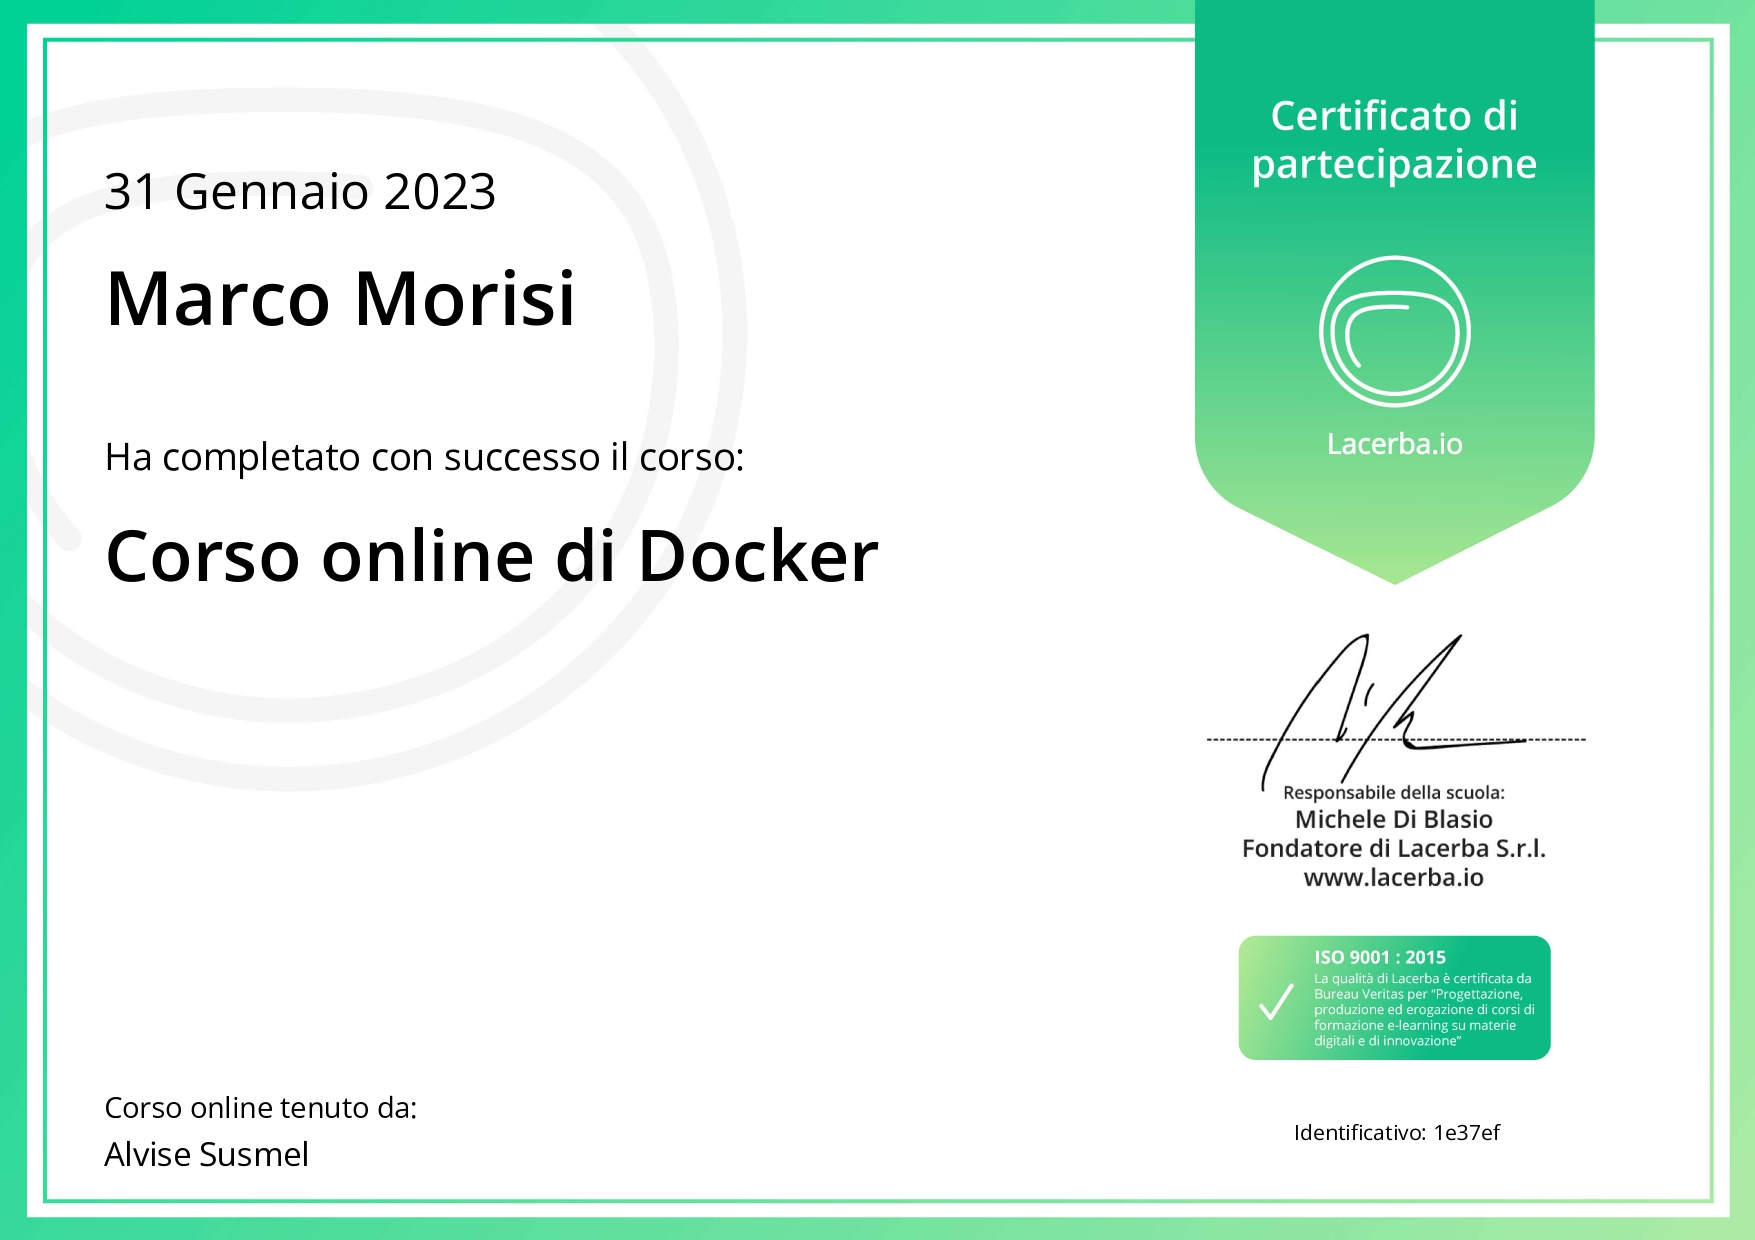 31 Gennaio 2023
Marco Morisi
Ha completato con successo il corso:
Corso online di Docker
Corso online tenuto da:
Alvise Susmel
Certificato di
partecipazione
Lacerba.io
Responsabile della scuola:
Michele Di Blasio
Fondatore di Lacerba S.r.l.
www.lacerba.io
ISO 9001 : 2015
La qualità di Lacerba è certificata da
Bureau Veritas per “Progettazione,
produzione ed erogazione di corsi di
formazione e-learning su materie
digitali e di innovazione”
Identificativo: 1e37ef